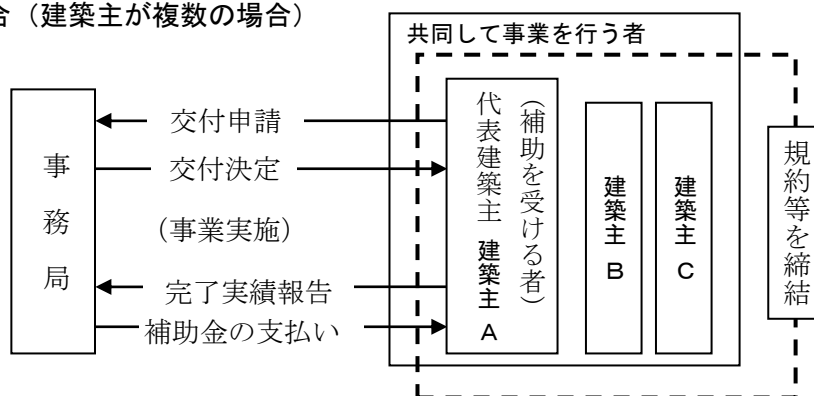 合（建築主が複数の場合）
共同して事業を行う者
事務局
交付申請
交付決定
（事業実施）
完了実績報告
補助金の支払い
（補助を受ける者）
代表建築主 建築主A
建築主B
建築主C
規約等を締結